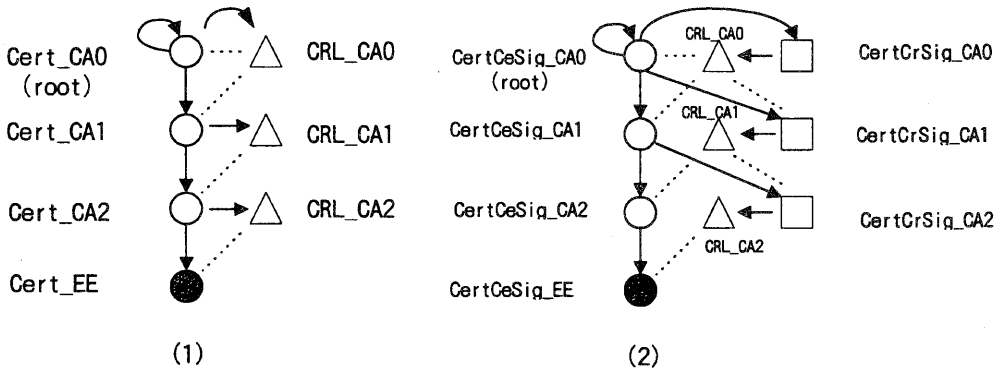 Cert_CA0
(root)
CRL_CA0
Cert_CA1
CRL_CA1
Cert_CA2
CRL_CA2
Cert_EE
(1)
CertCeSig_CA0
(root)
CRL_CA0
CertCrSig_CA0
CertCeSig_CA1
CRL_CA1
CertCrSig_CA1
CertCeSig_CA2
CRL_CA2
CertCrSig_CA2
CertCeSig_EE
(2)